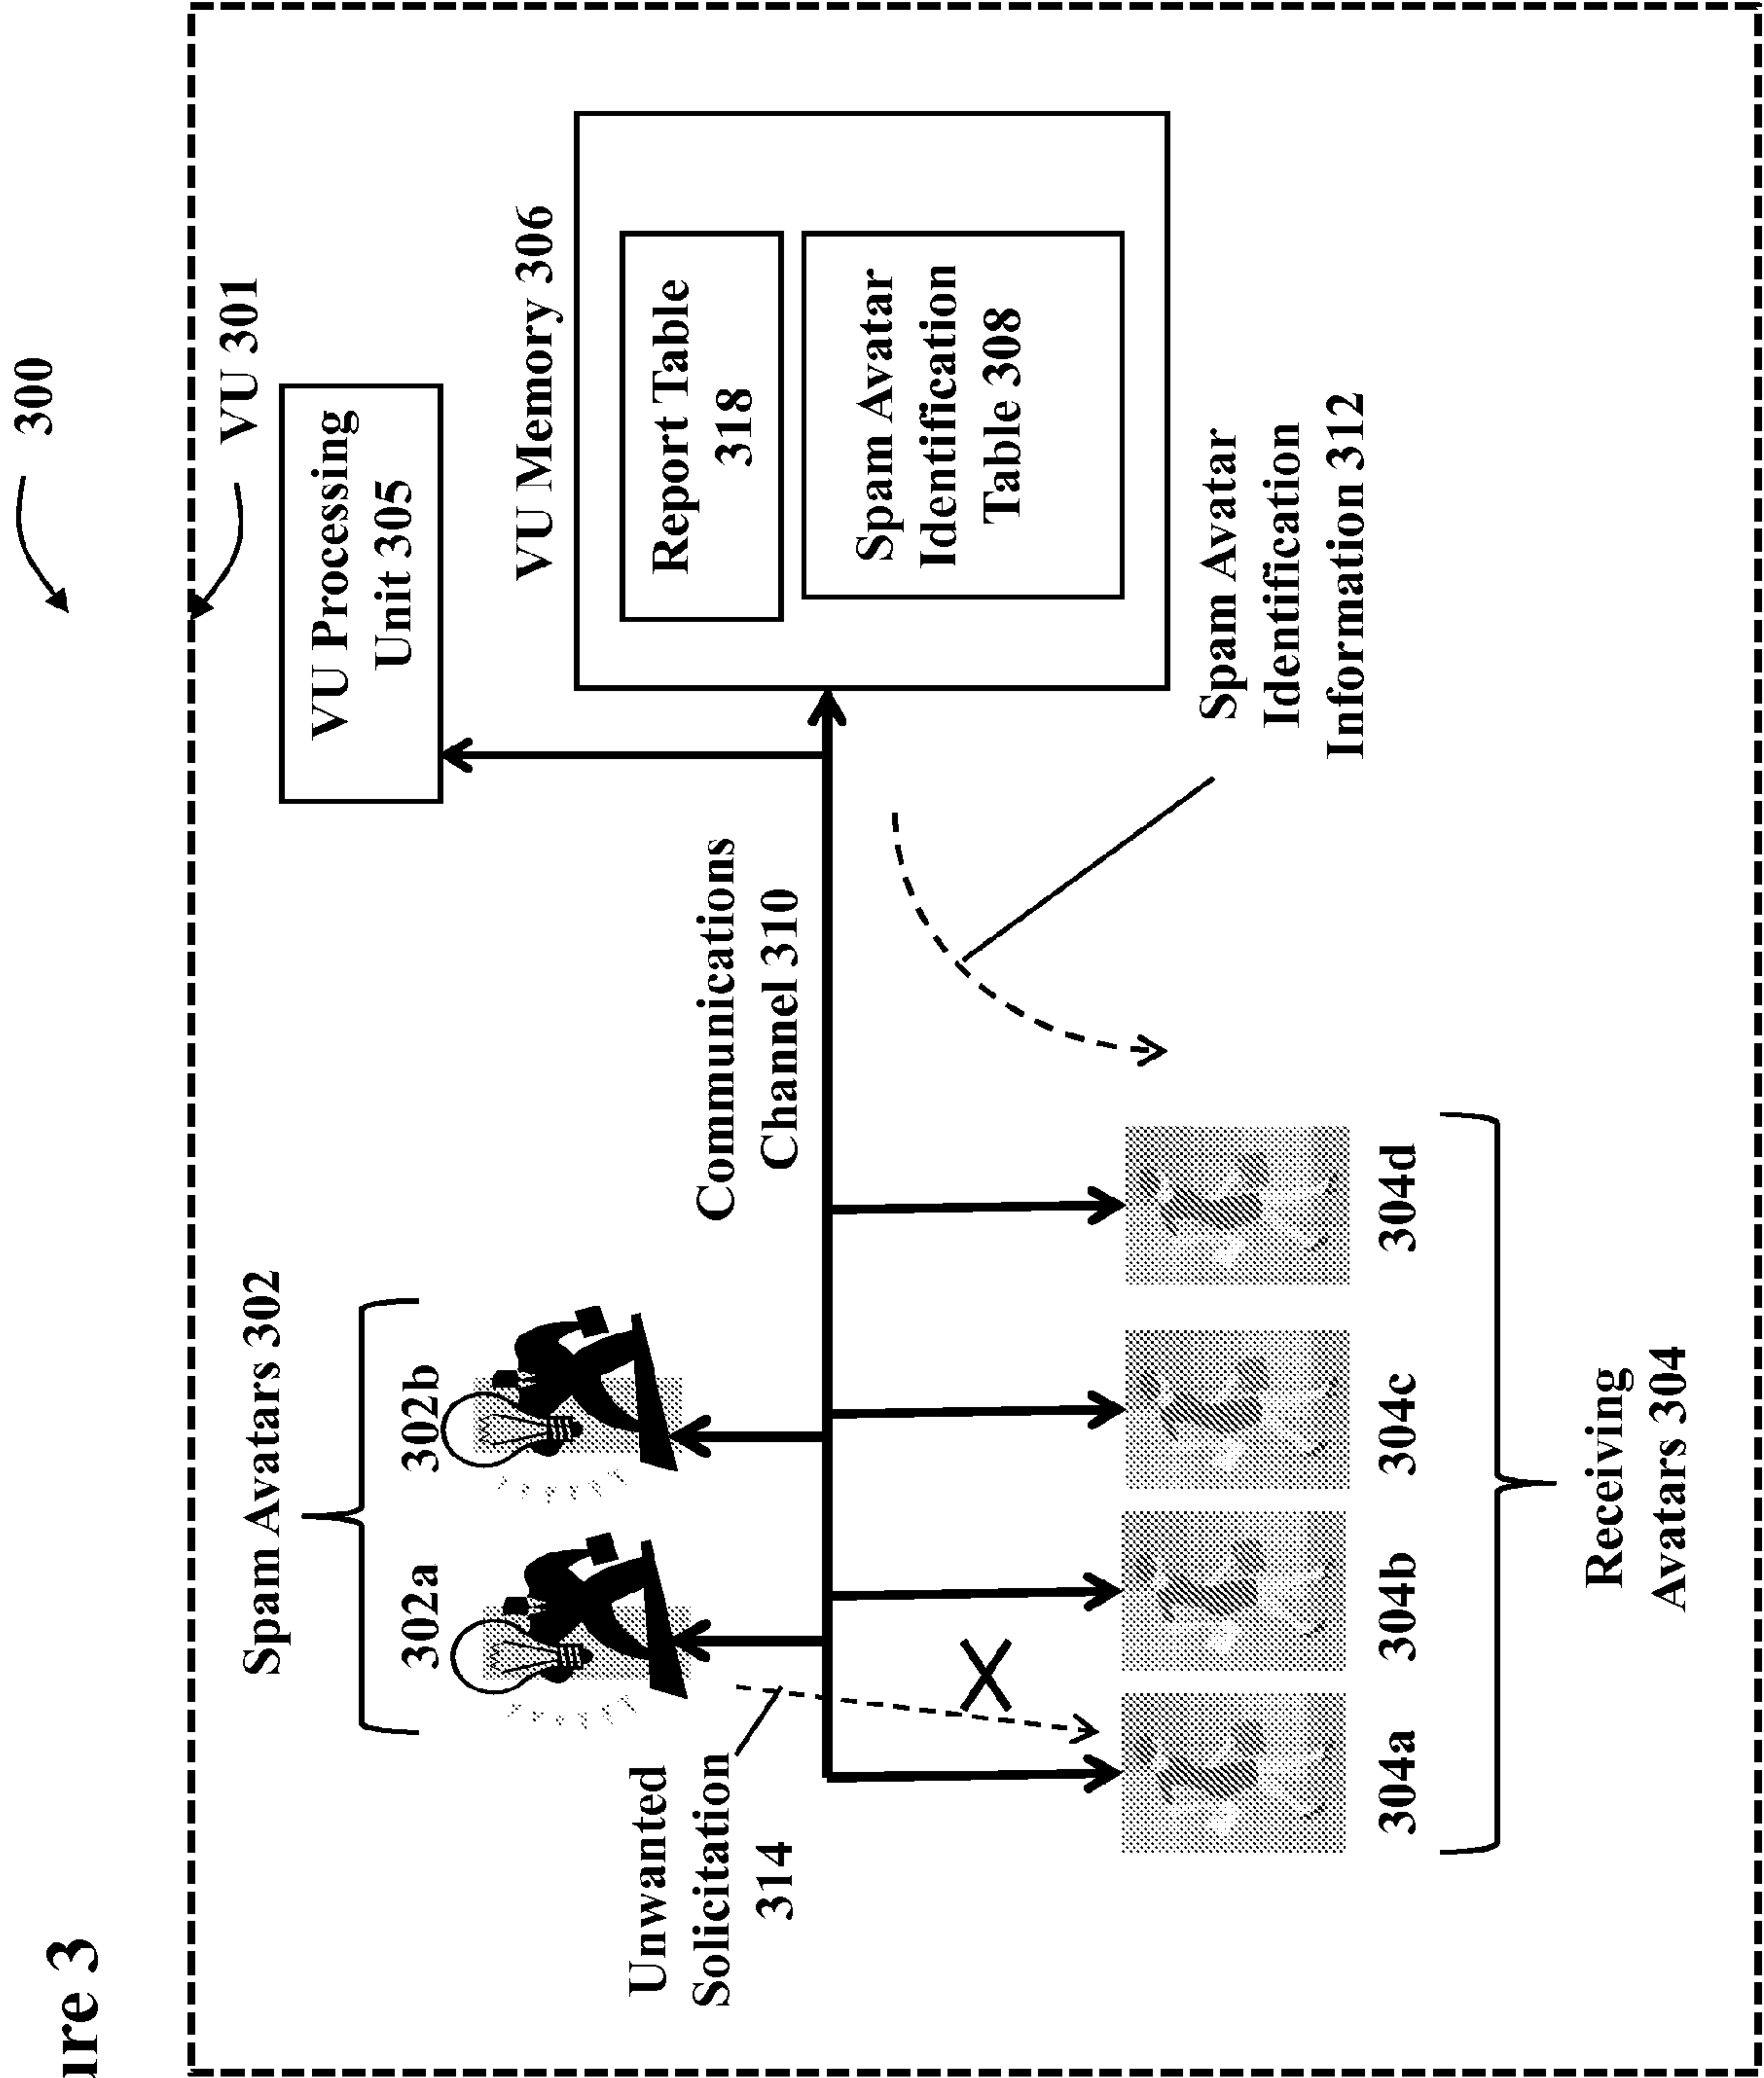 ure 3
300
VU 301
VU Processing
Unit 305
Spam Avatars 302
302a
302b
VU Memory 306
Report Table
318
Spam Avatar
Identification
Table 308
Communications
Channel 310
Unwanted
Solicitation
314
X
Spam Avatar
Identification
Information 312
304a
304b
304c
304d
Receiving
Avatars 304